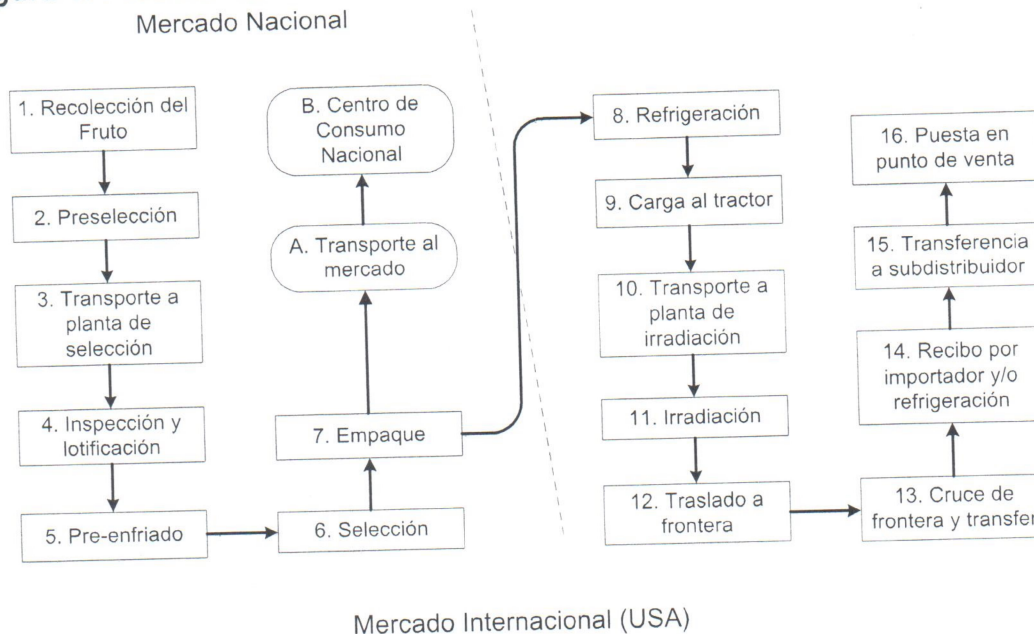 Mercado Nacional
1. Recolección del
Fruto
2. Preselección
3. Transporte a
planta de
selección
4. Inspección y
lotificación
5. Pre-enfriado
6. Selección
7. Empaque
A. Transporte al
mercado
B. Centro de
Consumo
Nacional
8. Refrigeración
9. Carga al tractor
10. Transporte a
planta de
irradiación
11. Irradiación
12. Traslado a
frontera
13. Cruce de
frontera y transfer
14. Recibo por
importador y/o
refrigeración
15. Transferencia
a subdistribuidor
16. Puesta en
punto de venta
Mercado Internacional (USA)